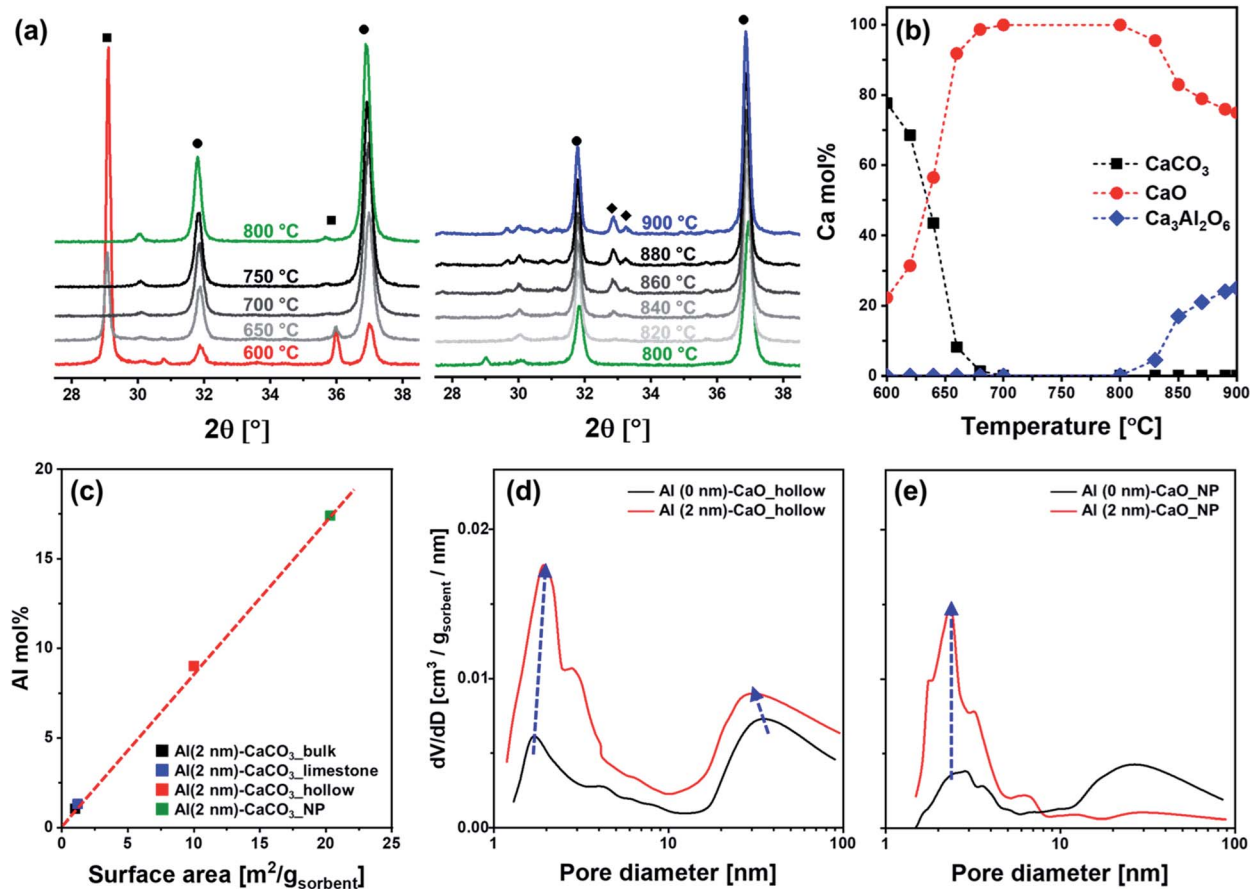 (a)
800 °C
750 °C
700 °C
650 °C
600 °C
28 30 32 34 36 38
2θ [°]
900 °C
880 °C
860 °C
840 °C
820 °C
800 °C
28 30 32 34 36 38
2θ [°]
(b)
Ca mol%
100
80
60
40
20
0
CaCO₃
CaO
Ca₃Al₂O₆
600 650 700 750 800 850 900
Temperature [°C]
(c)
Al mol%
20
15
10
5
0
Al(2 nm)-CaCO₃_bulk
Al(2 nm)-CaCO₃_limestone
Al(2 nm)-CaCO₃_hollow
Al(2 nm)-CaCO₃_NP
0 5 10 15 20 25
Surface area [m²/gsorbent]
(d)
Al (0 nm)-CaO_hollow
Al (2 nm)-CaO_hollow
dV/dD [cm³ / gsorbent / nm]
0.02
0.01
0.00
1 10 100
Pore diameter [nm]
(e)
Al (0 nm)-CaO_NP
Al (2 nm)-CaO_NP
1 10 100
Pore diameter [nm]